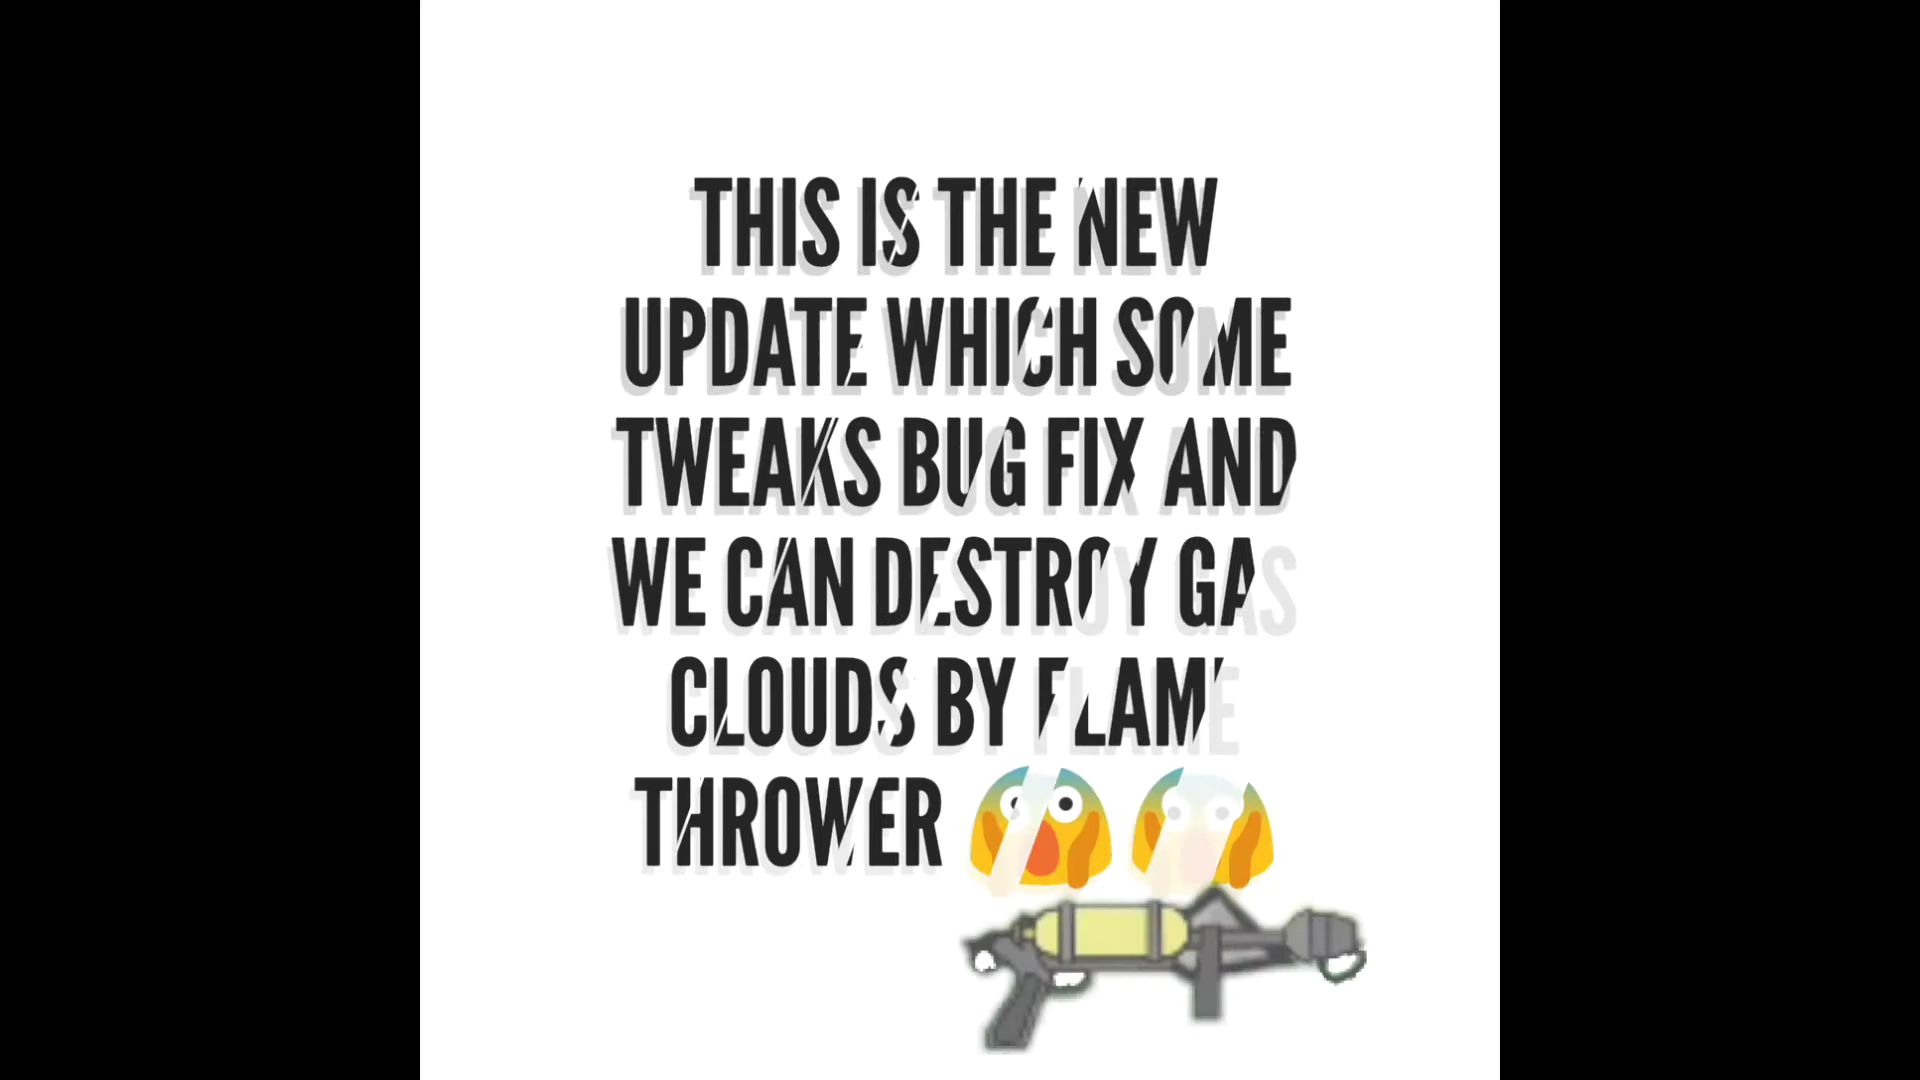 THIS IS THE NEW
UPDATE WHICH SOME
TWEAKS BUG FIX AND
WE CAN DESTROY GAS
CLOUDS BY FLAME
THROWER 😱😱